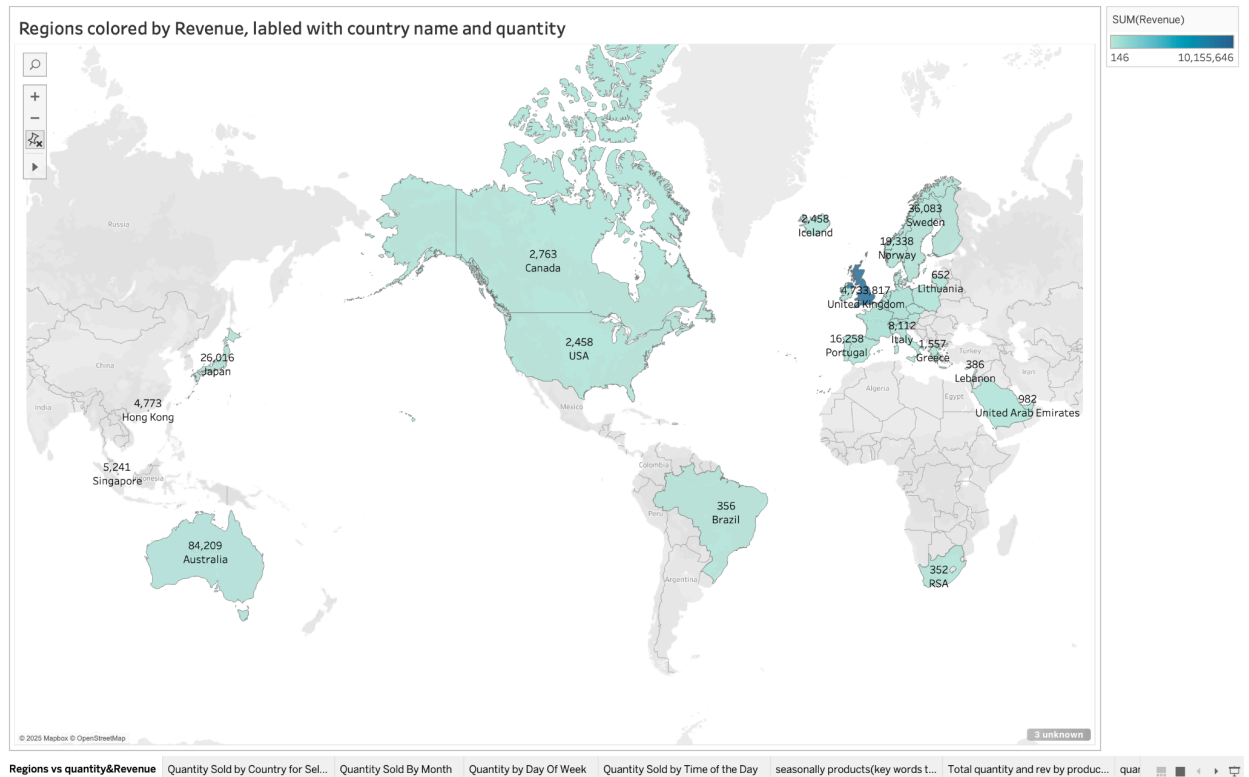 Regions colored by Revenue, labled with country name and quantity
SUM(Revenue)
146 10,155,646
Russia
China
India
26,016
Japan
4,773
Hong Kong
5,241
Singapore
84,209
Australia
2,763
Canada
2,458
USA
Mexico
Colombia
Peru
356
Brazil
Argentina
2,458
Iceland
36,083
Sweden
19,338
Norway
652
Lithuania
4,733,817
United Kingdom
8,112
Italy
16,258
Portugal
1,557
Greece
Turkey
386
Lebanon
Iran
Algeria
Egypt
982
United Arab Emirates
352
RSA
© 2025 Mapbox © OpenStreetMap
3 unknown
Regions vs quantity&Revenue Quantity Sold by Country for Sel... Quantity Sold By Month Quantity by Day Of Week Quantity Sold by Time of the Day seasonally products(key words t... Total quantity and rev by produc... quar